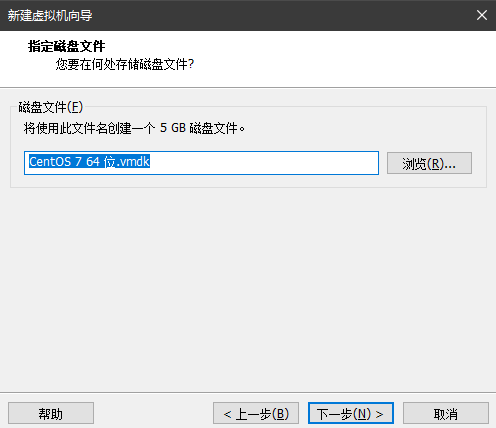 新建虚拟机向导
指定磁盘文件
您要在何处存储磁盘文件?
磁盘文件(F)
将使用此文件名创建一个 5 GB 磁盘文件。
CentOS 7 64 位.vmdk
浏览(R)...
帮助
< 上一步(B)
下一步(N) >
取消